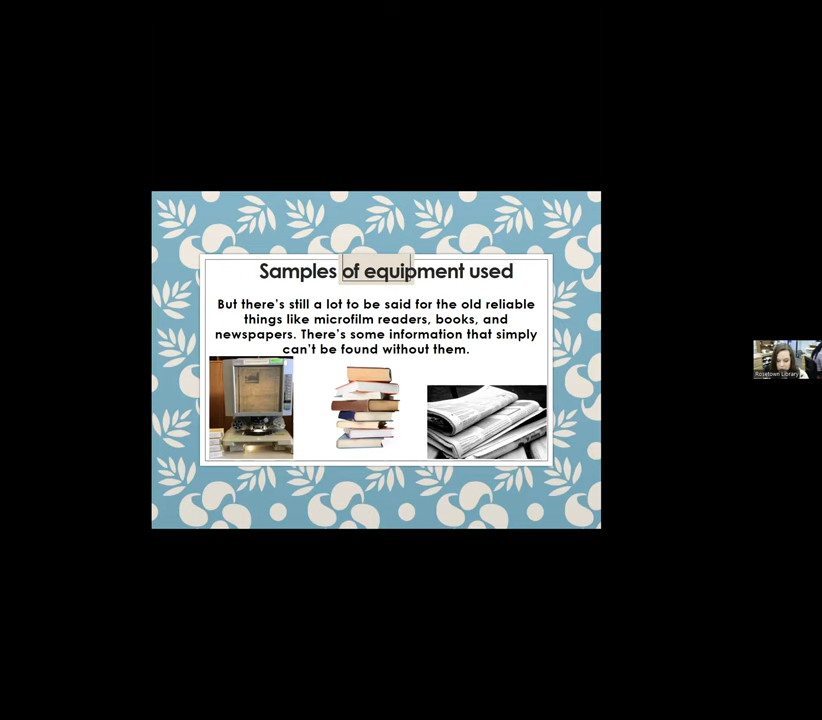 Samples of equipment used
But there's still a lot to be said for the old reliable
things like microfilm readers, books, and
newspapers. There's some information that simply
can't be found without them.
Rosetown Library